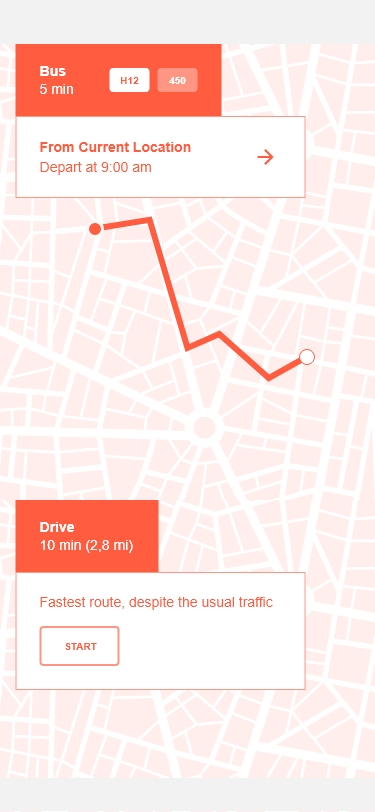 Bus
5 min
H12
450
From Current Location
Depart at 9:00 am
Drive
10 min (2,8 mi)
Fastest route, despite the usual traffic
START